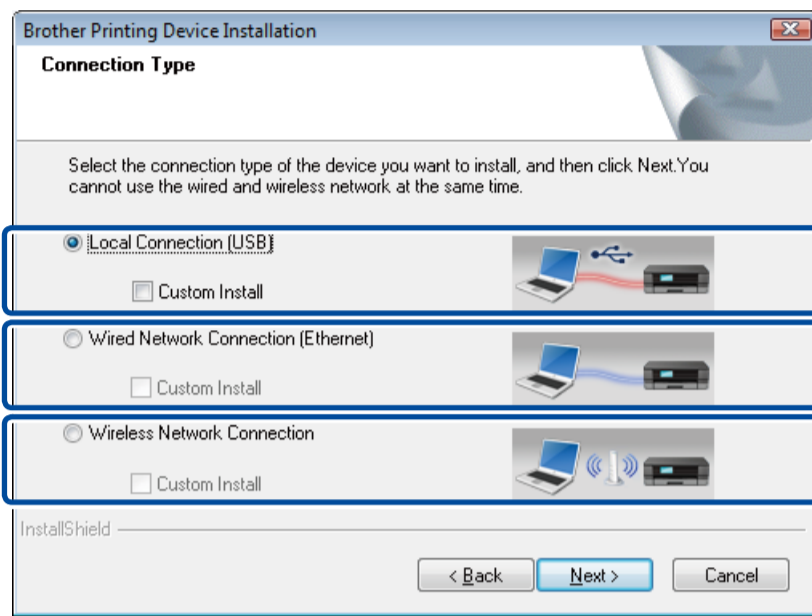 Brother Printing Device Installation
Connection Type
Select the connection type of the device you want to install, and then click Next.You
cannot use the wired and wireless network at the same time.
Local Connection (USB)
Custom Install
Wired Network Connection (Ethernet)
Custom Install
Wireless Network Connection
Custom Install
InstallShield
< Back
Next >
Cancel